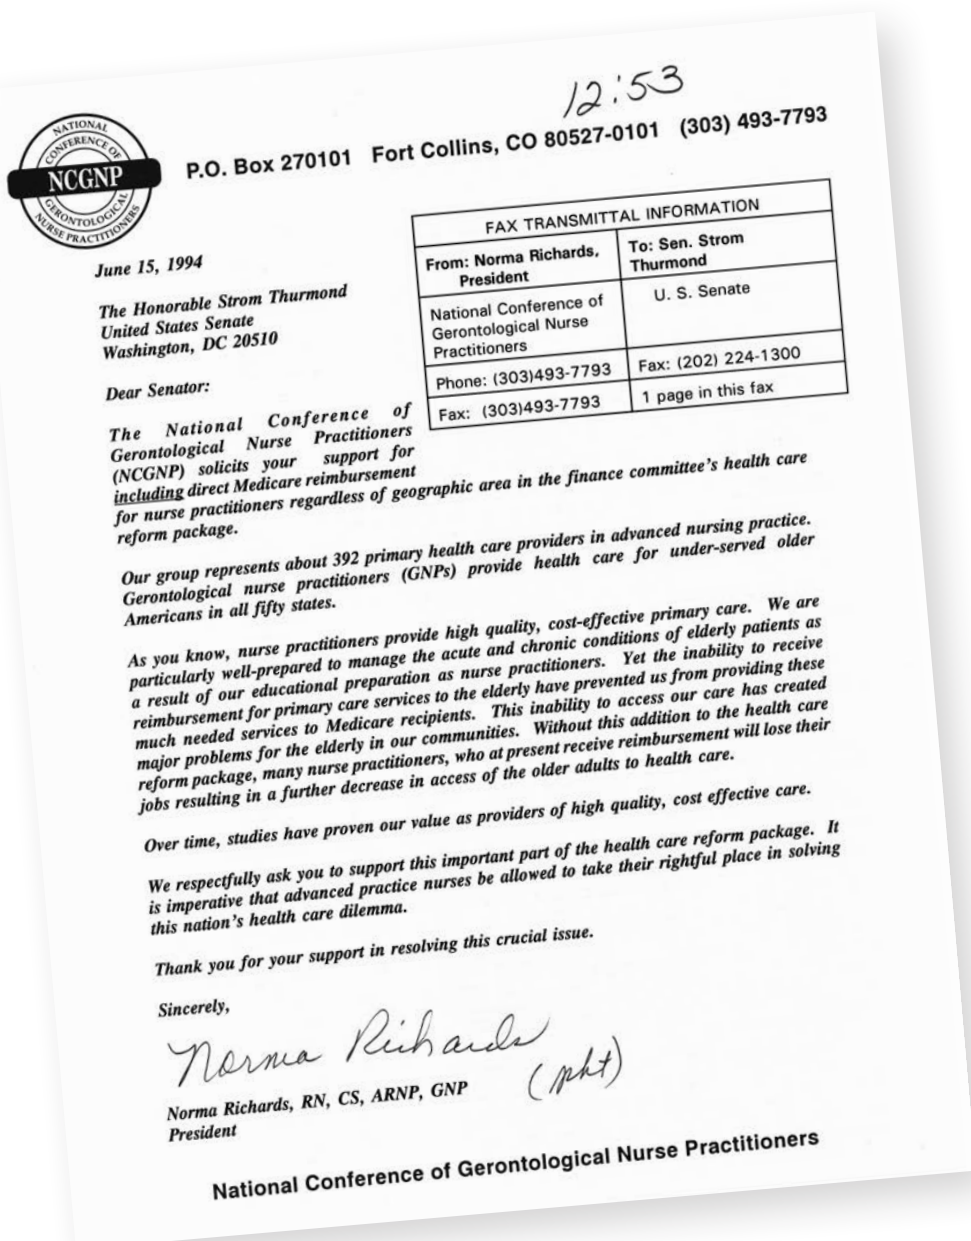 12:53
NATIONAL
CONFERENCE OF
NCGNP
GERONTOLOGICAL
NURSE PRACTITIONERS
P.O. Box 270101 Fort Collins, CO 80527-0101 (303) 493-7793
FAX TRANSMITTAL INFORMATION
From: Norma Richards,
President
To: Sen. Strom
Thurmond
National Conference of
Gerontological Nurse
Practitioners
U. S. Senate
Phone: (303)493-7793
Fax: (202) 224-1300
Fax: (303)493-7793
1 page in this fax
June 15, 1994
The Honorable Strom Thurmond
United States Senate
Washington, DC 20510
Dear Senator:
The National Conference of
Gerontological Nurse Practitioners
(NCGNP) solicits your support for
including direct Medicare reimbursement
for nurse practitioners regardless of geographic area in the finance committee's health care
reform package.
Our group represents about 392 primary health care providers in advanced nursing practice.
Gerontological nurse practitioners (GNPs) provide health care for under-served older
Americans in all fifty states.
As you know, nurse practitioners provide high quality, cost-effective primary care. We are
particularly well-prepared to manage the acute and chronic conditions of elderly patients as
a result of our educational preparation as nurse practitioners. Yet the inability to receive
reimbursement for primary care services to the elderly have prevented us from providing these
much needed services to Medicare recipients. This inability to access our care has created
major problems for the elderly in our communities. Without this addition to the health care
reform package, many nurse practitioners, who at present receive reimbursement will lose their
jobs resulting in a further decrease in access of the older adults to health care.
Over time, studies have proven our value as providers of high quality, cost effective care.
We respectfully ask you to support this important part of the health care reform package. It
is imperative that advanced practice nurses be allowed to take their rightful place in solving
this nation's health care dilemma.
Thank you for your support in resolving this crucial issue.
Sincerely,
Norma Richards
(pht)
Norma Richards, RN, CS, ARNP, GNP
President
National Conference of Gerontological Nurse Practitioners